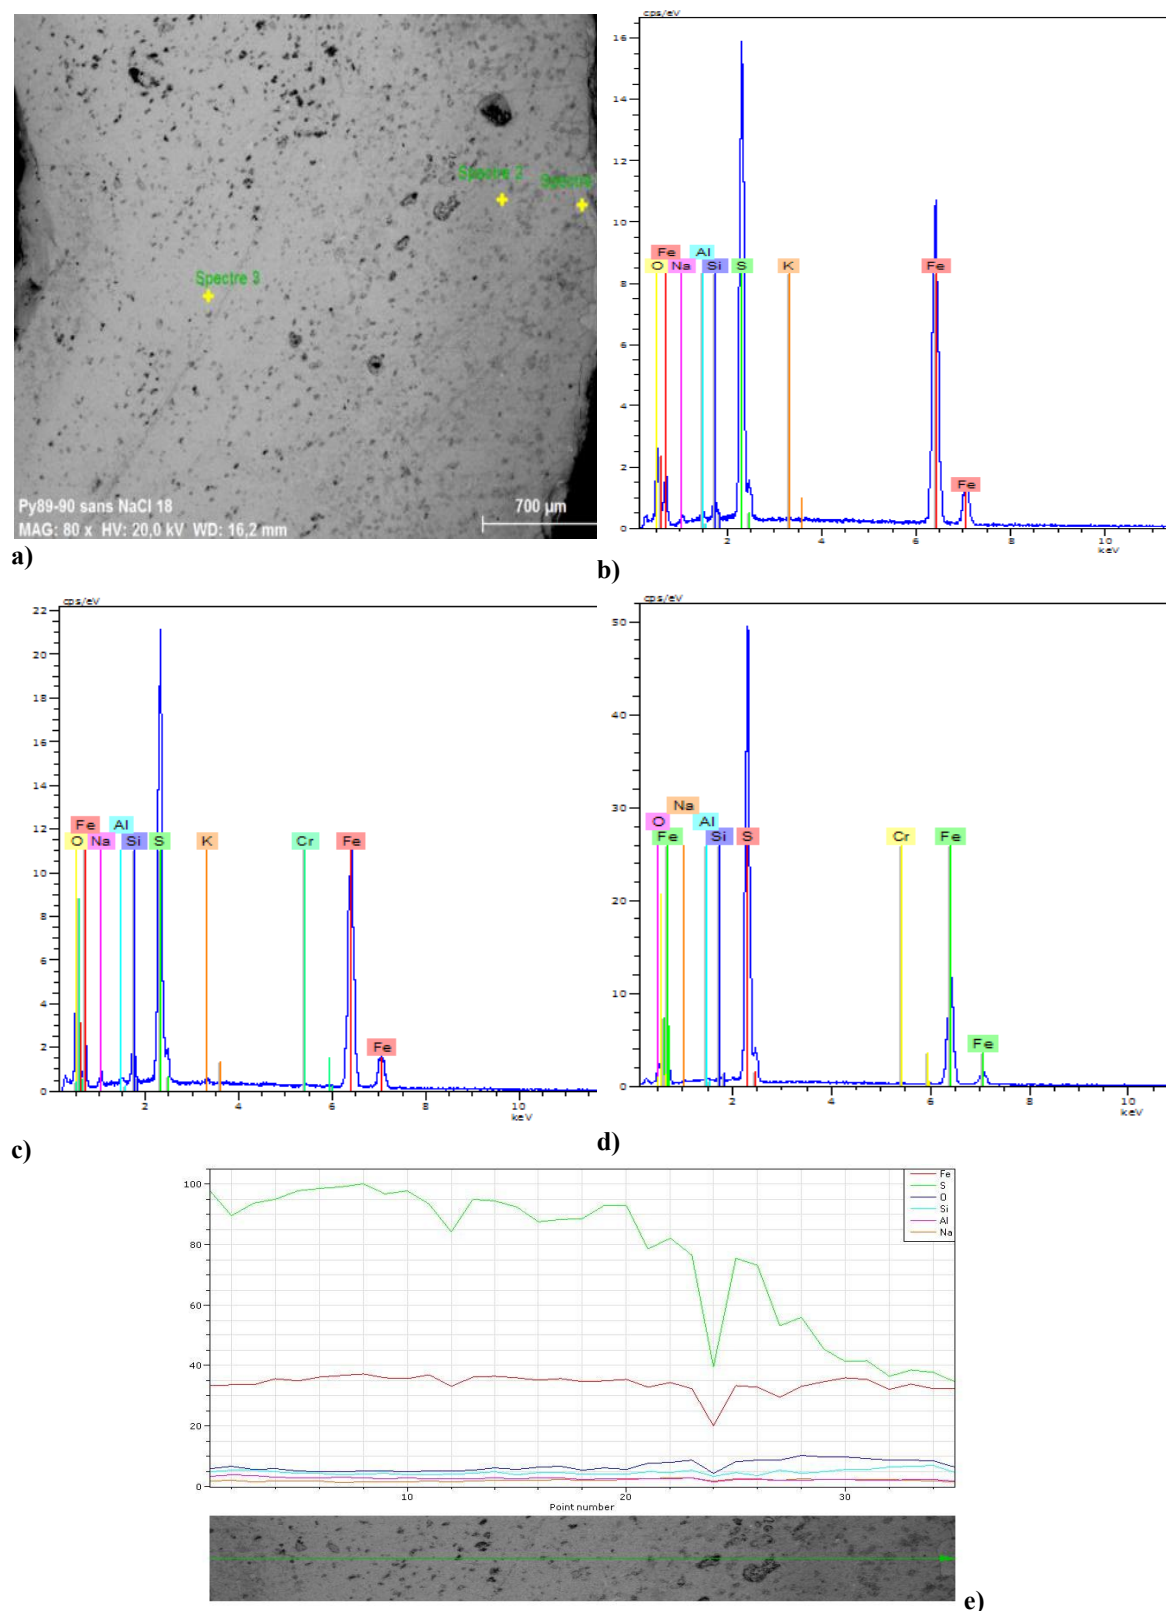 Spectre 2
Spectre
Spectre 3
Py89-90 sans NaCl 18
MAG: 80 x HV: 20,0 kV WD: 16,2 mm
700 µm
a)
cps/eV
16
14
12
10
8
6
4
2
0
Fe Al
O Na Si S K Fe
Fe
2 4 6 8 10
keV
b)
cps/eV
22
20
18
16
14
12
10
8
6
4
2
0
Fe Al
O Na Si S K Cr Fe
Fe
2 4 6 8 10
keV
c)
cps/eV
50
40
30
20
10
0
Na
O Al
Fe Si S Cr Fe
Fe
2 4 6 8 10
keV
d)
100
80
60
40
20
0
Fe
S
O
Si
Al
Na
10 20 30
Point number
e)